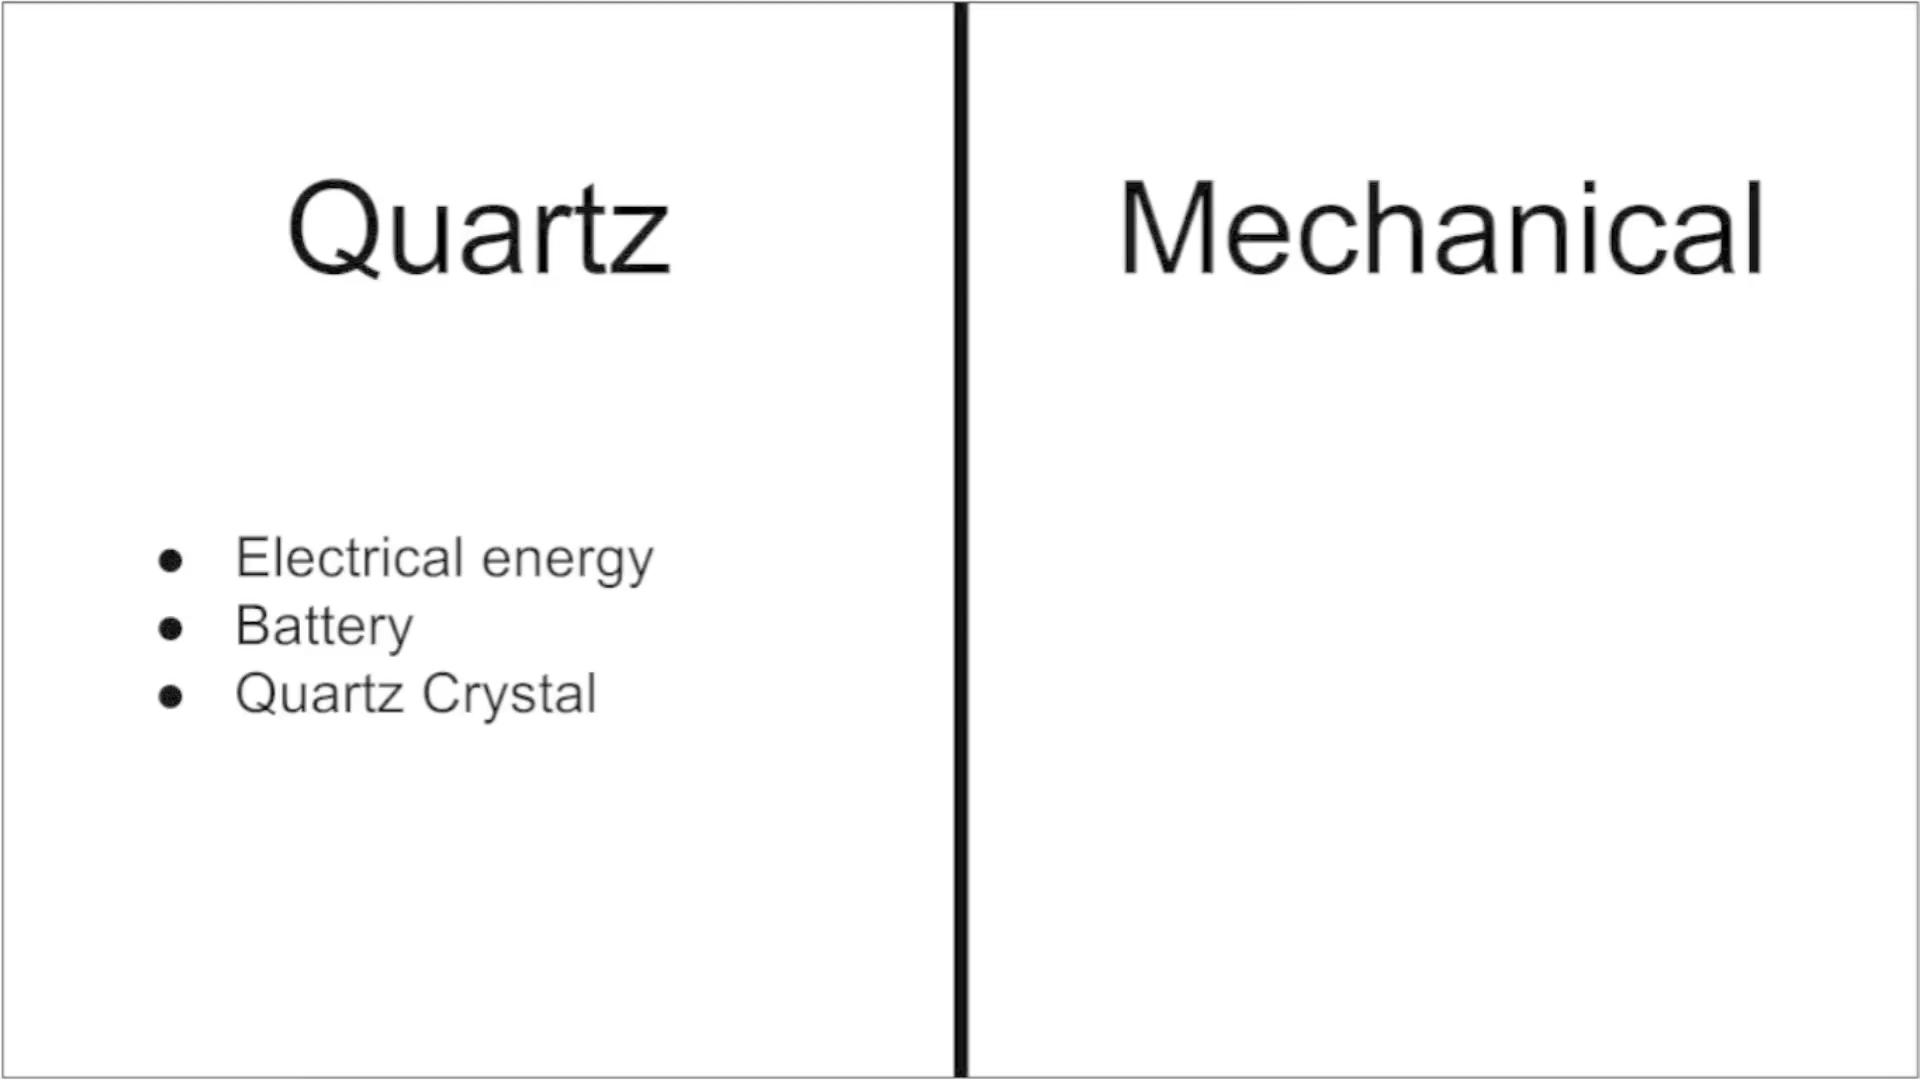 Quartz
● Electrical energy
● Battery
● Quartz Crystal
Mechanical